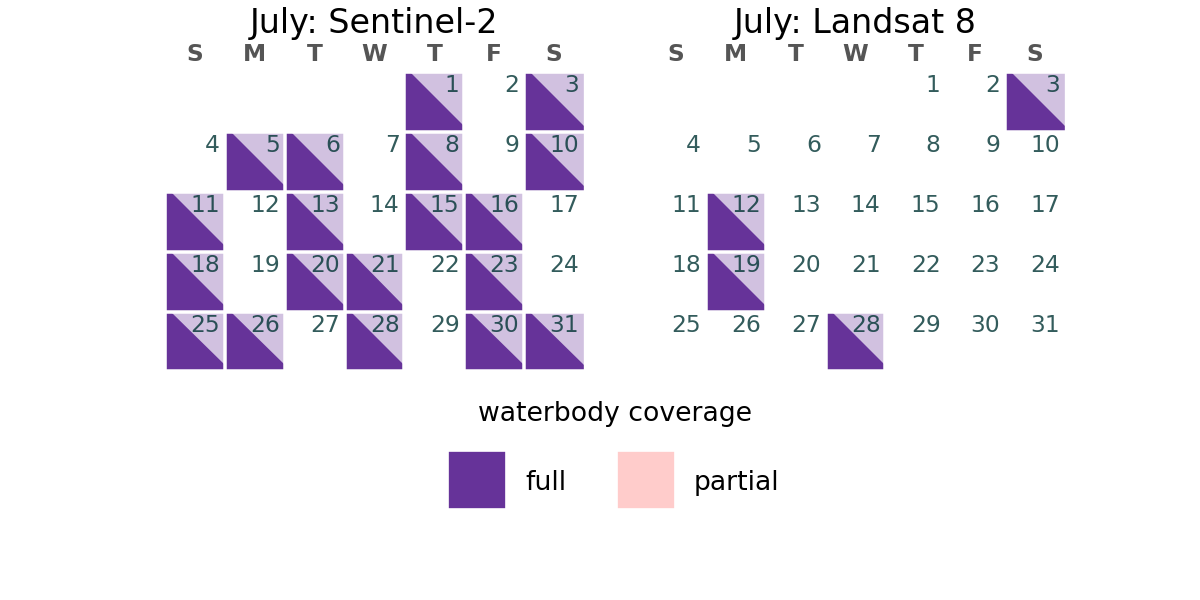 July: Sentinel-2
S M T W T F S
1 2 3
4 5 6 7 8 9 10
11 12 13 14 15 16 17
18 19 20 21 22 23 24
25 26 27 28 29 30 31
July: Landsat 8
S M T W T F S
1 2 3
4 5 6 7 8 9 10
11 12 13 14 15 16 17
18 19 20 21 22 23 24
25 26 27 28 29 30 31
waterbody coverage
full partial